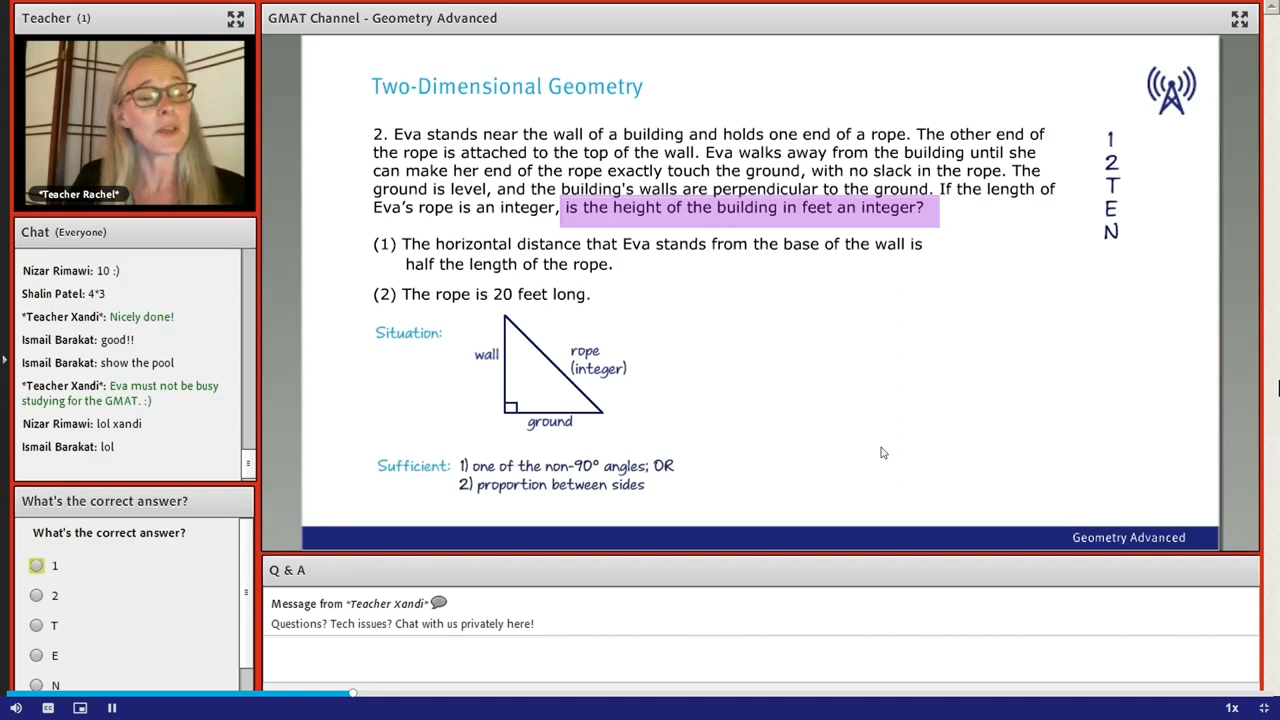 Teacher (1)
*Teacher Rachel*
Chat (Everyone)
Nizar Rimawi: 10 :)
Shalin Patel: 4*3
*Teacher Xandi*: Nicely done!
Ismail Barakat: good!!
Ismail Barakat: show the pool
*Teacher Xandi*: Eva must not be busy
studying for the GMAT. :)
Nizar Rimawi: lol xandi
Ismail Barakat: lol
What's the correct answer?
What's the correct answer?
1
2
T
E
N
GMAT Channel - Geometry Advanced
Two-Dimensional Geometry
2. Eva stands near the wall of a building and holds one end of a rope. The other end of
the rope is attached to the top of the wall. Eva walks away from the building until she
can make her end of the rope exactly touch the ground, with no slack in the rope. The
ground is level, and the building's walls are perpendicular to the ground. If the length of
Eva's rope is an integer, is the height of the building in feet an integer?
(1) The horizontal distance that Eva stands from the base of the wall is
half the length of the rope.
(2) The rope is 20 feet long.
Situation:
wall
rope
(integer)
ground
Sufficient: 1) one of the non-90° angles; OR
2) proportion between sides
1
2
T
E
N
Geometry Advanced
Q & A
Message from *Teacher Xandi*
Questions? Tech issues? Chat with us privately here!
CC
1x